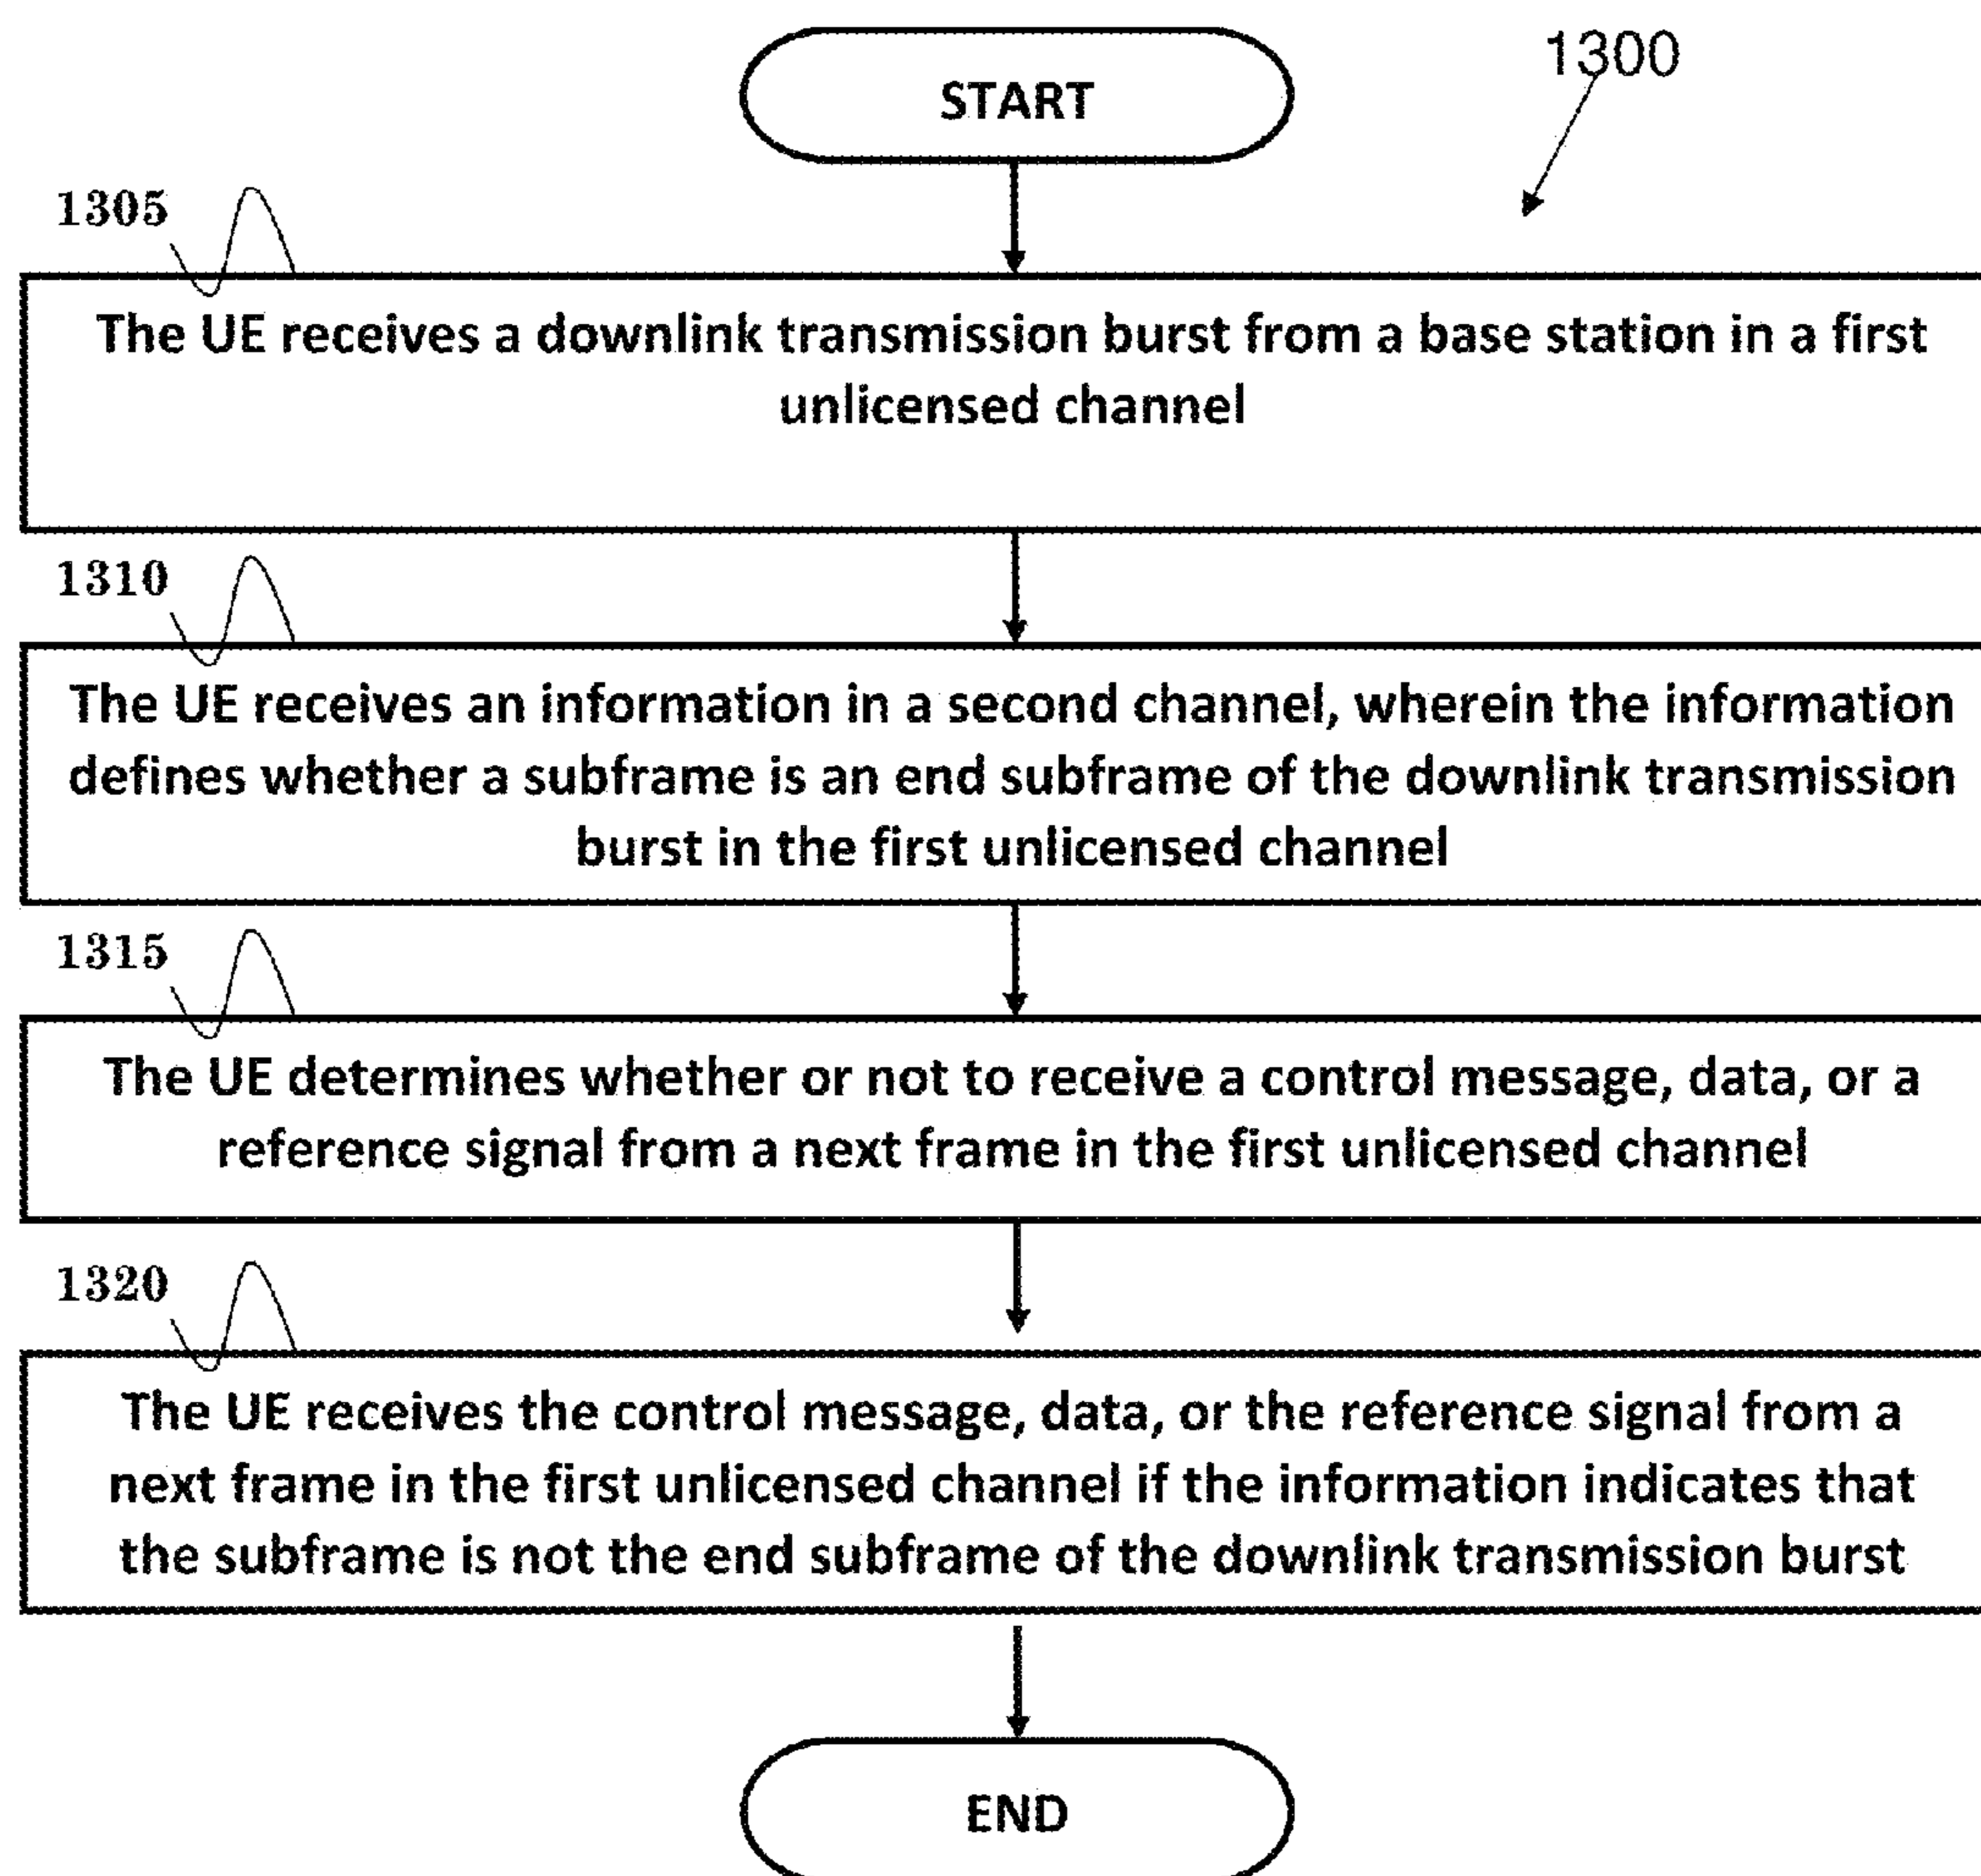 START
1300
1305
The UE receives a downlink transmission burst from a base station in a first
unlicensed channel
1310
The UE receives an information in a second channel, wherein the information
defines whether a subframe is an end subframe of the downlink transmission
burst in the first unlicensed channel
1315
The UE determines whether or not to receive a control message, data, or a
reference signal from a next frame in the first unlicensed channel
1320
The UE receives the control message, data, or the reference signal from a
next frame in the first unlicensed channel if the information indicates that
the subframe is not the end subframe of the downlink transmission burst
END